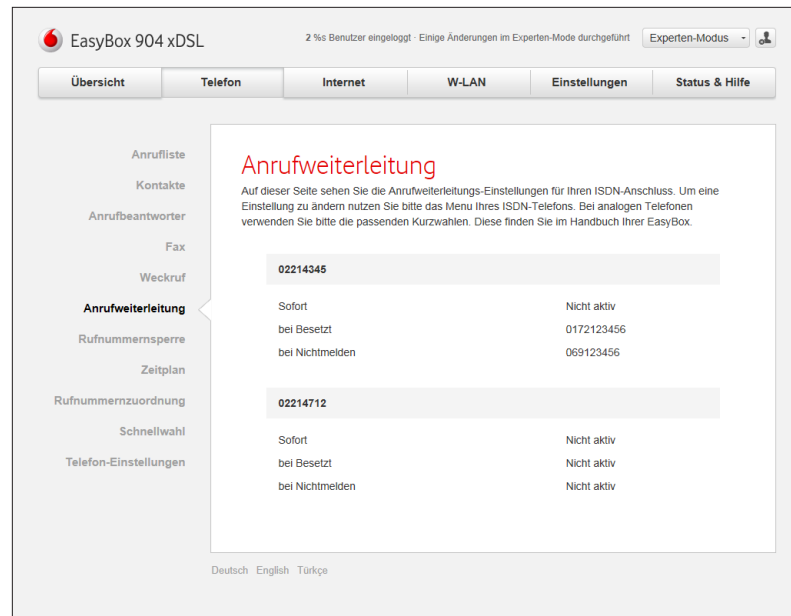 EasyBox 904 xDSL
2 %s Benutzer eingeloggt · Einige Änderungen im Experten-Mode durchgeführt
Experten-Modus
Übersicht
Telefon
Internet
W-LAN
Einstellungen
Status & Hilfe
Anrufliste
Kontakte
Anrufbeantworter
Fax
Weckruf
Anrufweiterleitung
Rufnummernsperre
Zeitplan
Rufnummernzuordnung
Schnellwahl
Telefon-Einstellungen
Anrufweiterleitung
Auf dieser Seite sehen Sie die Anrufweiterleitungs-Einstellungen für Ihren ISDN-Anschluss. Um eine
Einstellung zu ändern nutzen Sie bitte das Menu Ihres ISDN-Telefons. Bei analogen Telefonen
verwenden Sie bitte die passenden Kurzwahlen. Diese finden Sie im Handbuch Ihrer EasyBox.
02214345
Sofort Nicht aktiv
bei Besetzt 0172123456
bei Nichtmelden 069123456
02214712
Sofort Nicht aktiv
bei Besetzt Nicht aktiv
bei Nichtmelden Nicht aktiv
Deutsch English Türkçe